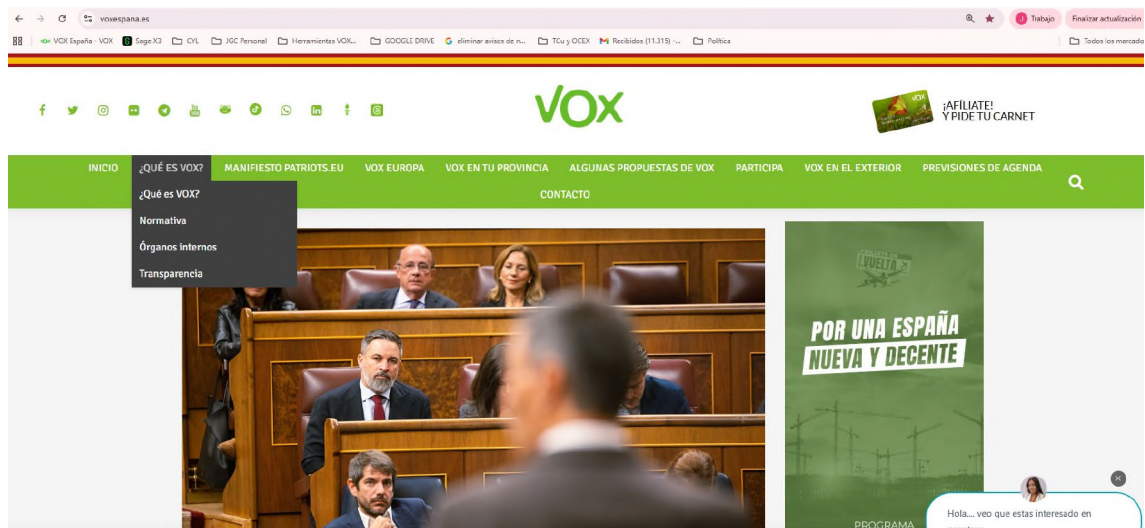 voxespana.es
Trabajo
Finalizar actualización
VOX España - VOX
Sage X3
CYL
JGC Personal
Herramientas VOX...
GOOGLE DRIVE
eliminar avisos de n...
TCu y OCEX
Recibidos (11.315) -...
Política
Todos los marcado
VOX
VOX
¡AFÍLIATE!
Y PIDE TU CARNET
INICIO
¿QUÉ ES VOX?
MANIFIESTO PATRIOTS.EU
VOX EUROPA
VOX EN TU PROVINCIA
ALGUNAS PROPUESTAS DE VOX
PARTICIPA
VOX EN EL EXTERIOR
PREVISIONES DE AGENDA
CONTACTO
¿Qué es VOX?
Normativa
Órganos internos
Transparencia
POR UNA ESPAÑA
NUEVA Y DECENTE
PROGRAMA
Hola.... veo que estas interesado en